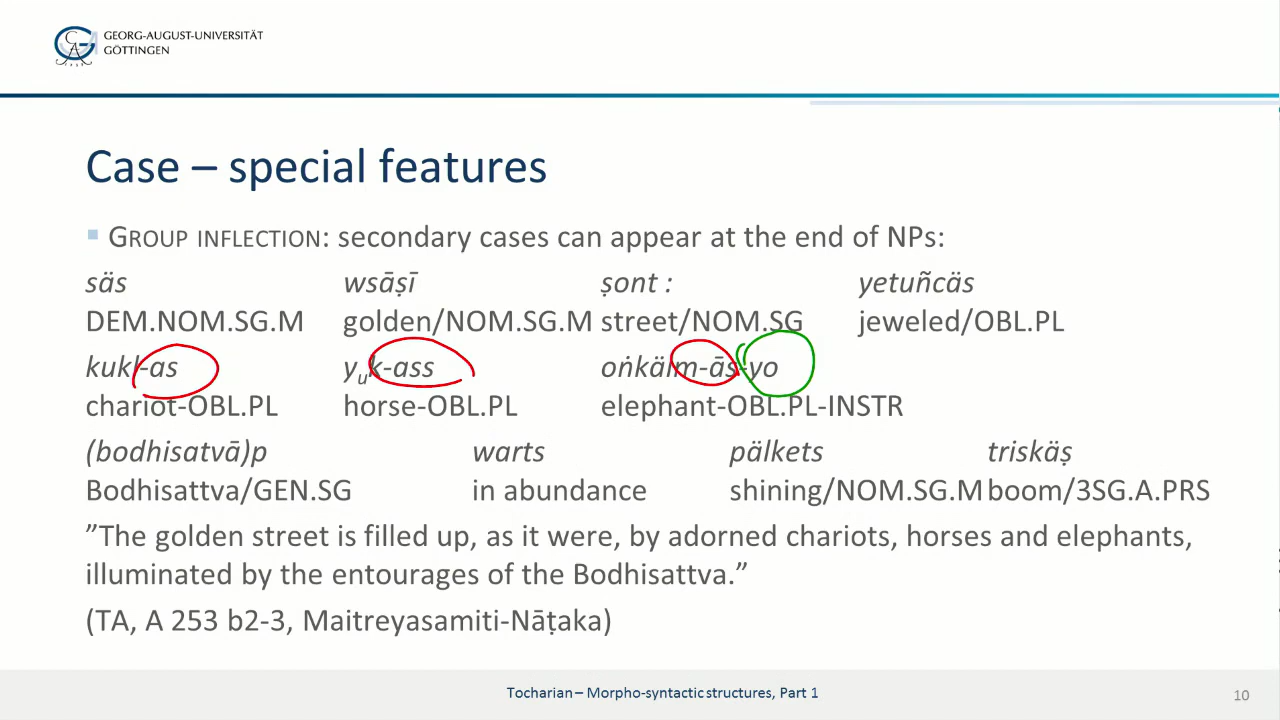 GEORG-AUGUST-UNIVERSITÄT
GÖTTINGEN
Case – special features
GROUP INFLECTION: secondary cases can appear at the end of NPs:
säs wsāṣī ṣont : yetuñcäs
DEM.NOM.SG.M golden/NOM.SG.M street/NOM.SG jeweled/OBL.PL
kukl-as yᵤk-ass oṅkälm-ās-yo
chariot-OBL.PL horse-OBL.PL elephant-OBL.PL-INSTR
(bodhisatvā)p warts pälkets triskäṣ
Bodhisattva/GEN.SG in abundance shining/NOM.SG.M boom/3SG.A.PRS
”The golden street is filled up, as it were, by adorned chariots, horses and elephants,
illuminated by the entourages of the Bodhisattva.”
(TA, A 253 b2-3, Maitreyasamiti-Nāṭaka)
Tocharian – Morpho-syntactic structures, Part 1
10